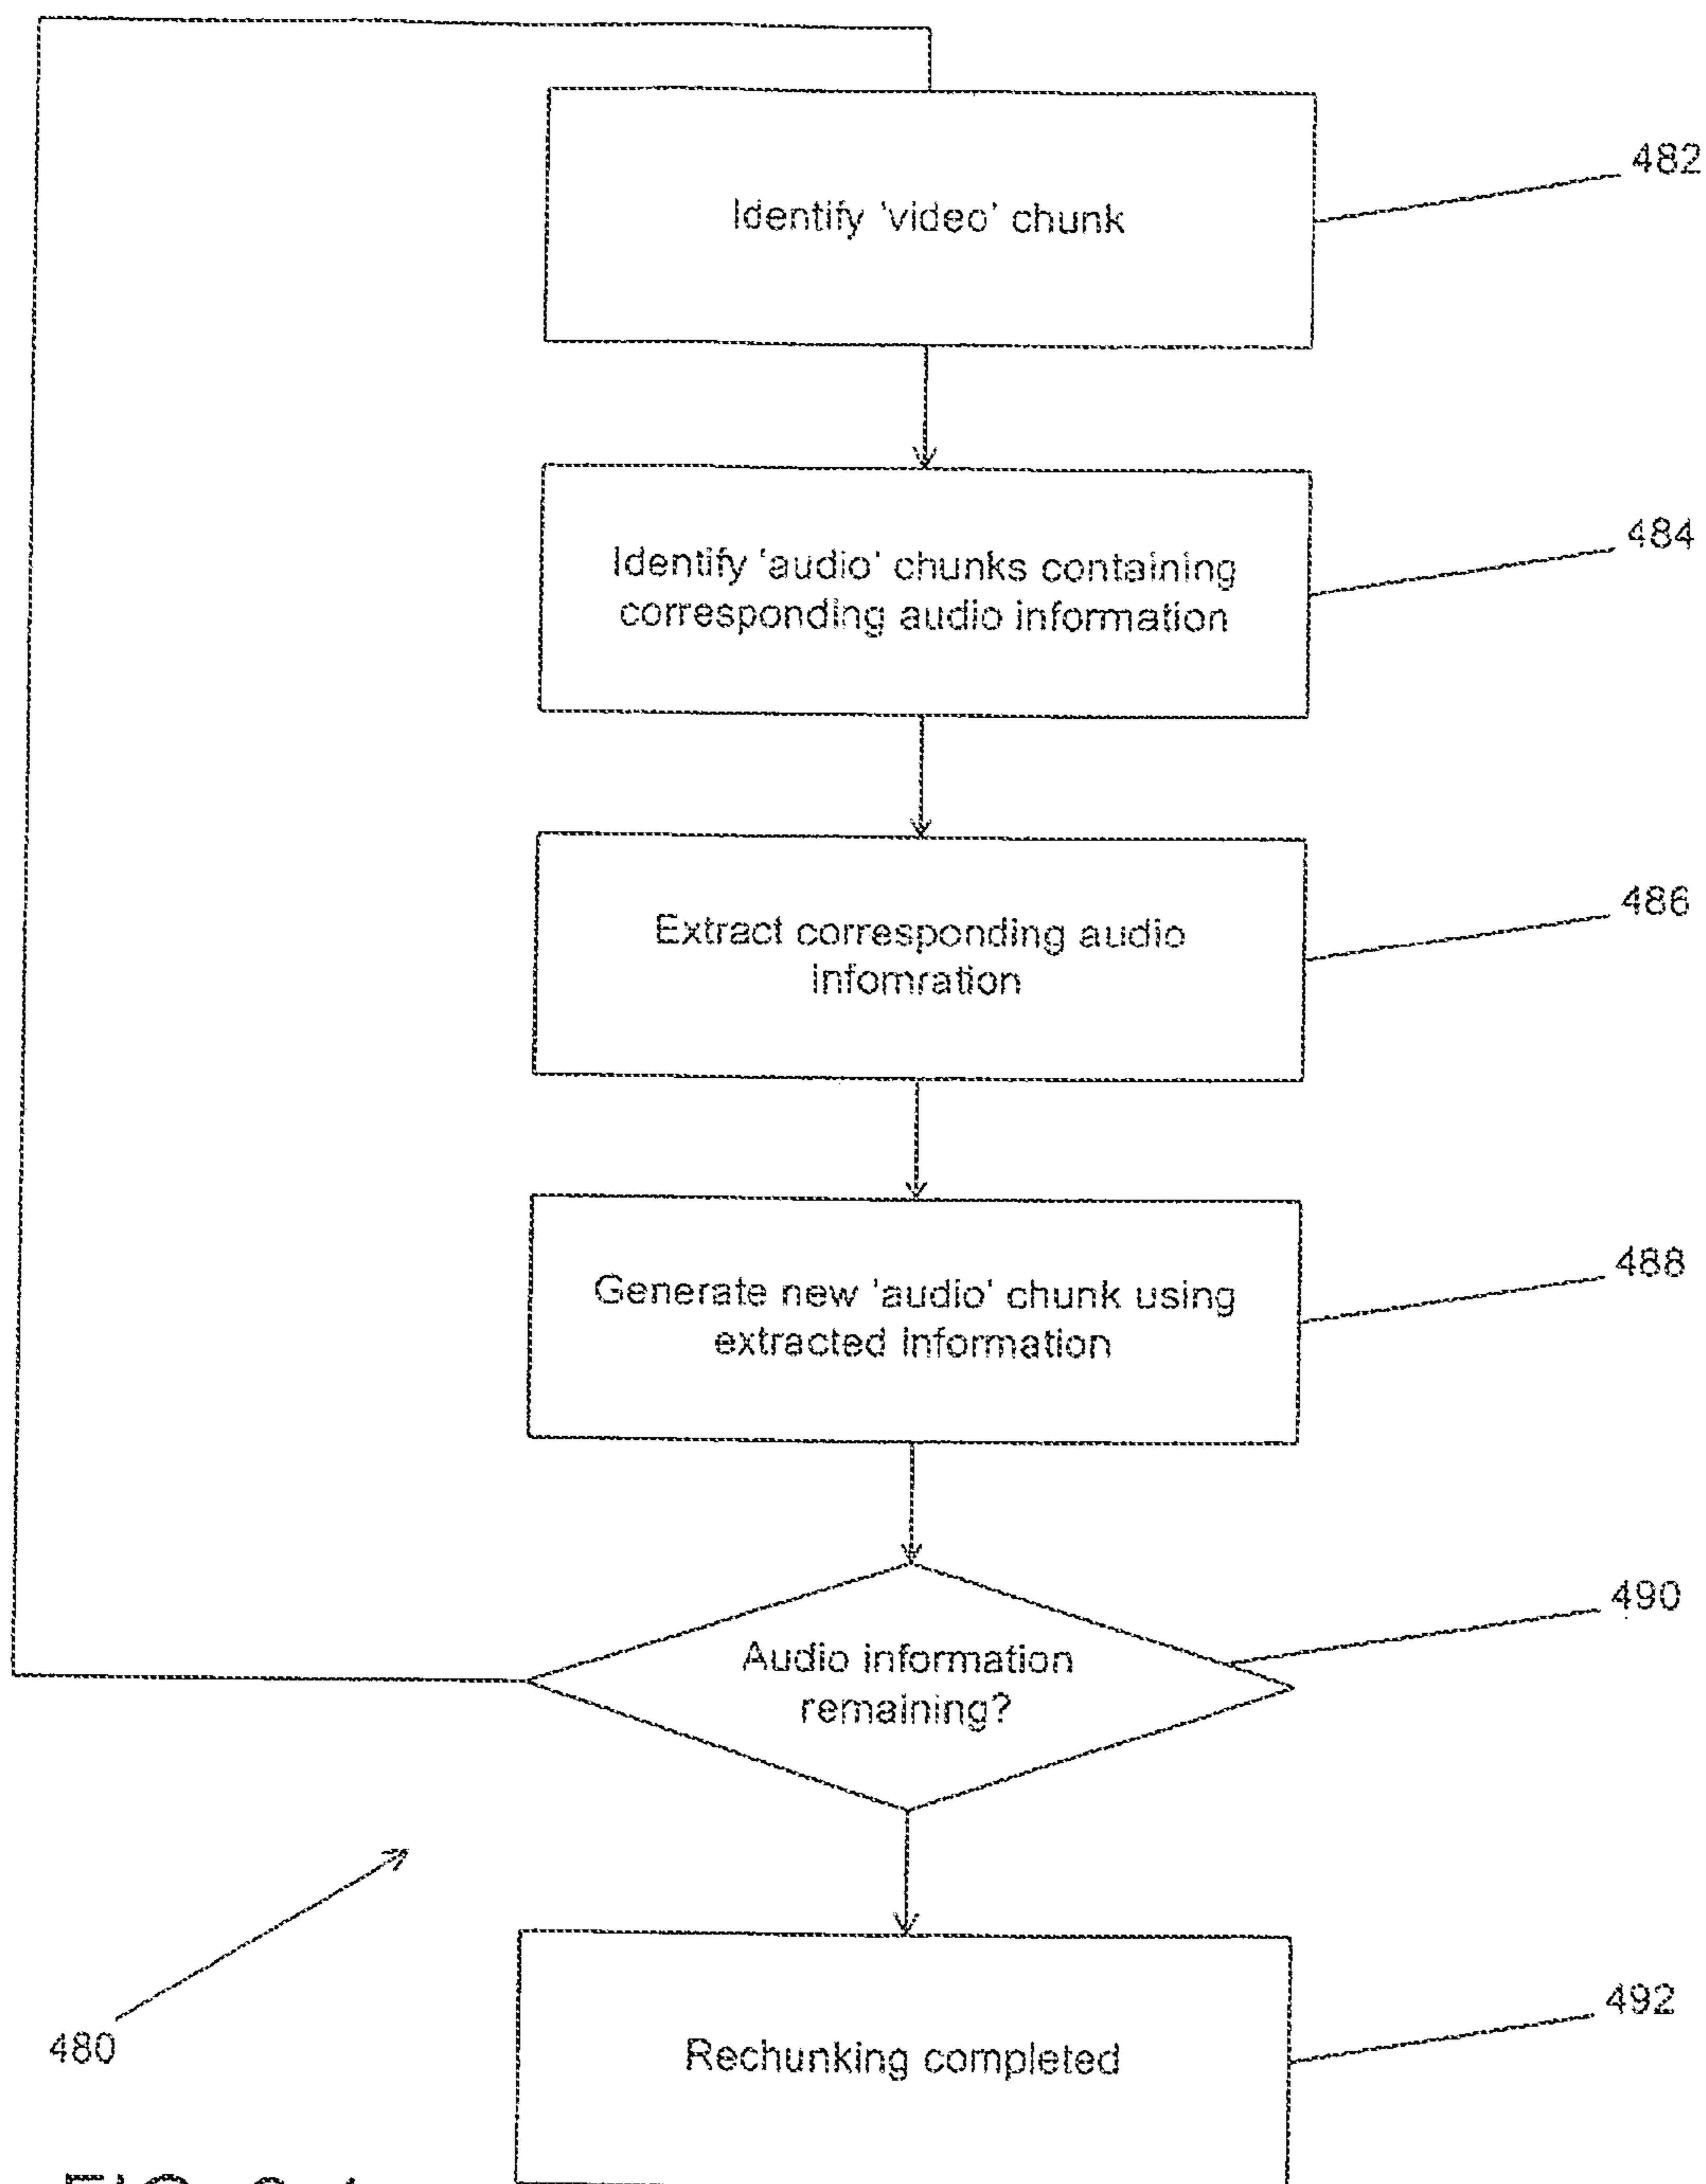 Identify 'video' chunk
482
Identify 'audio' chunks containing
corresponding audio information
484
Extract corresponding audio
infomration
486
Generate new 'audio' chunk using
extracted information
488
Audio information
remaining?
490
480
Rechunking completed
492